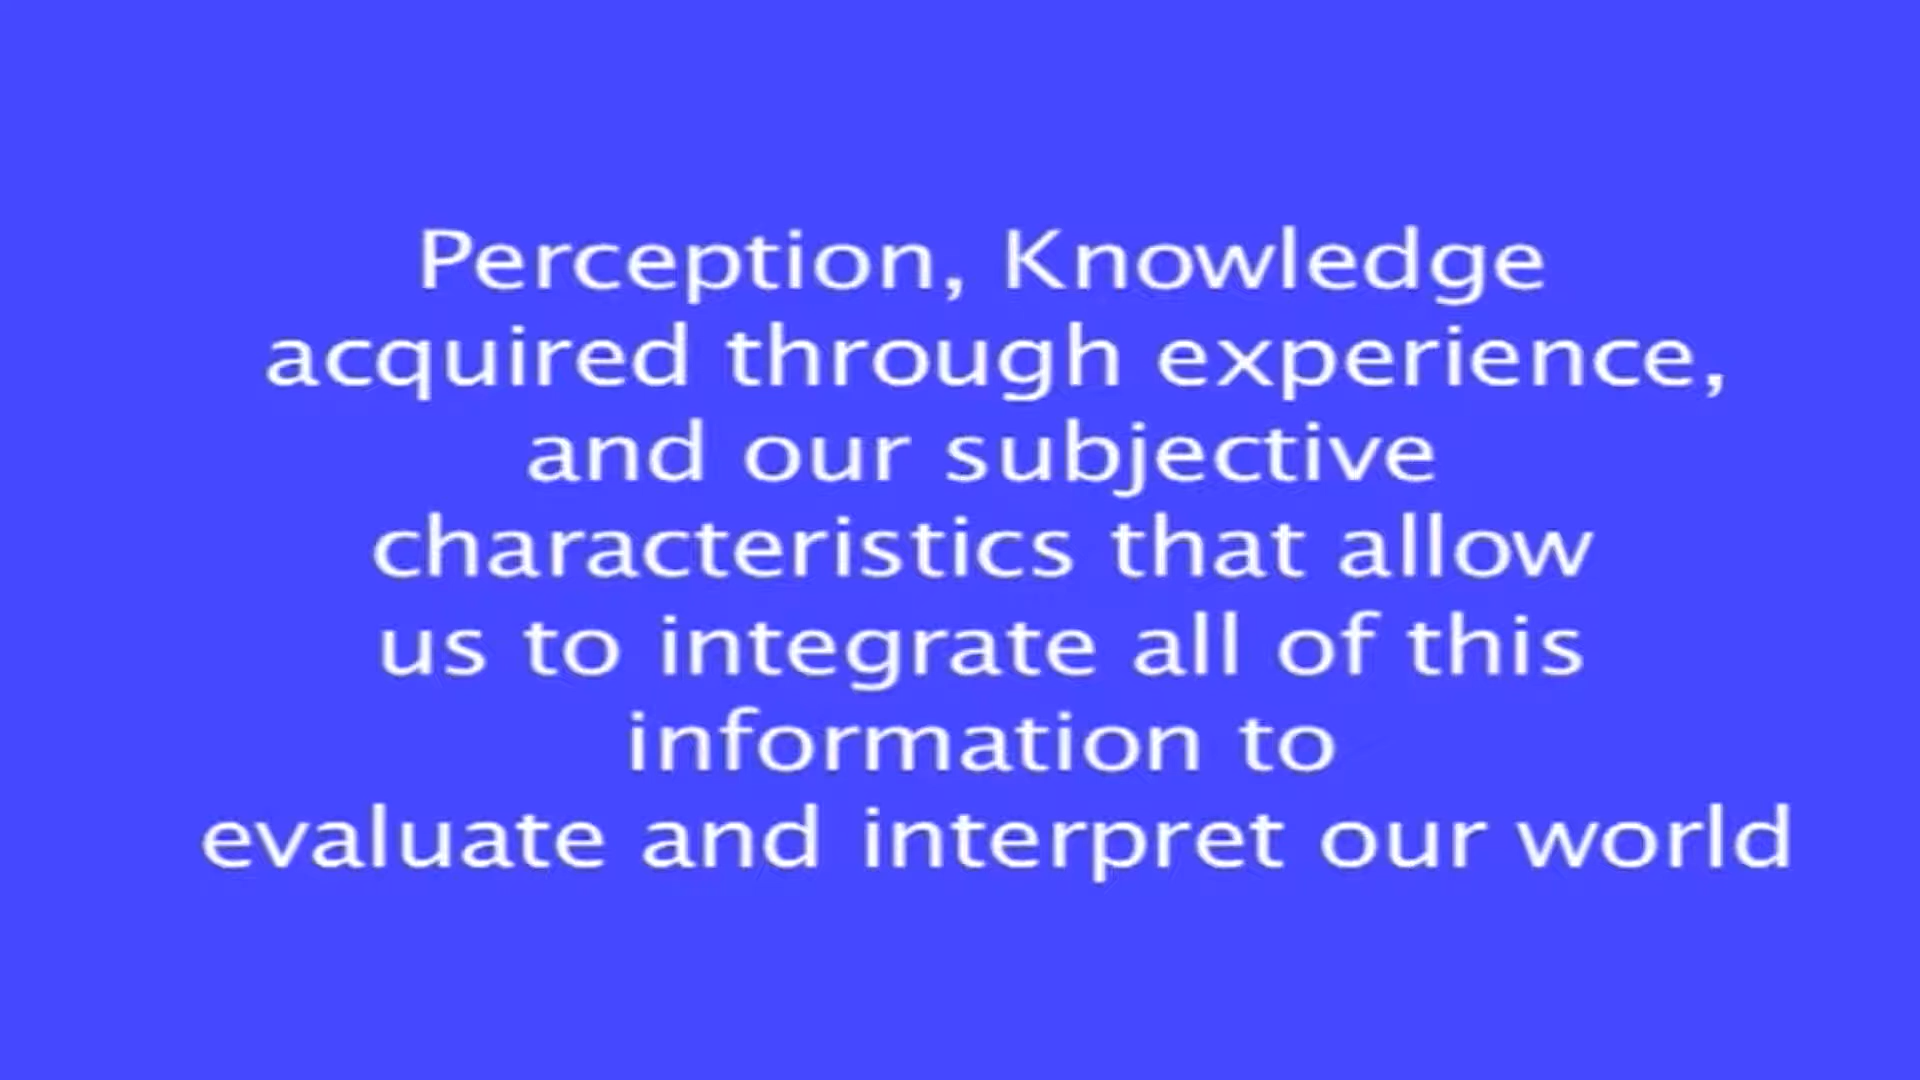 Perception, Knowledge
acquired through experience,
and our subjective
characteristics that allow
us to integrate all of this
information to
evaluate and interpret our world